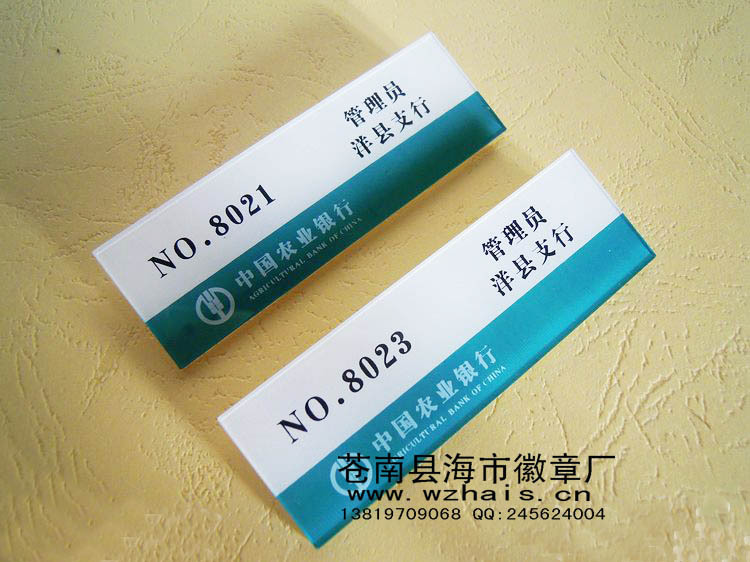 管理员
洋县支行
NO.8021
中国农业银行
AGRICULTURAL BANK OF CHINA
管理员
洋县支行
NO.8023
中国农业银行
AGRICULTURAL BANK OF CHINA
苍南县海市徽章厂
www.wzhais.cn
13819709068 QQ:245624004